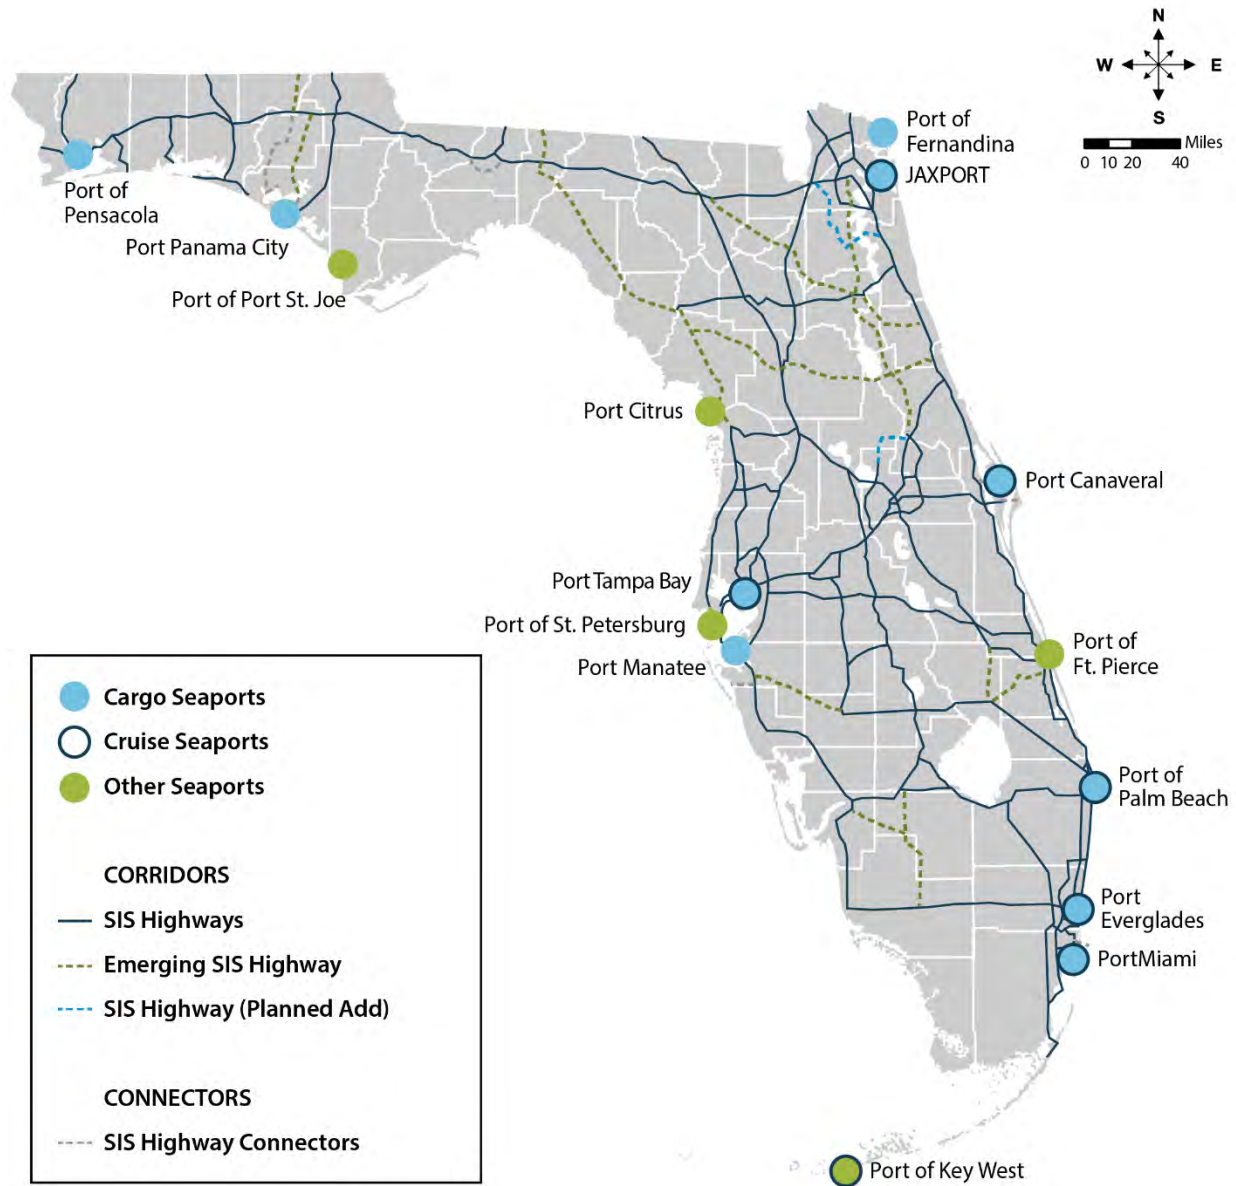 N
W
E
S
0 10 20 40 Miles
Port of
Fernandina
JAXPORT
Port of
Pensacola
Port Panama City
Port of Port St. Joe
Port Citrus
Port Canaveral
Port Tampa Bay
Port of St. Petersburg
Port Manatee
Port of
Ft. Pierce
Port of
Palm Beach
Port
Everglades
PortMiami
Port of Key West
Cargo Seaports
Cruise Seaports
Other Seaports
CORRIDORS
SIS Highways
Emerging SIS Highway
SIS Highway (Planned Add)
CONNECTORS
SIS Highway Connectors